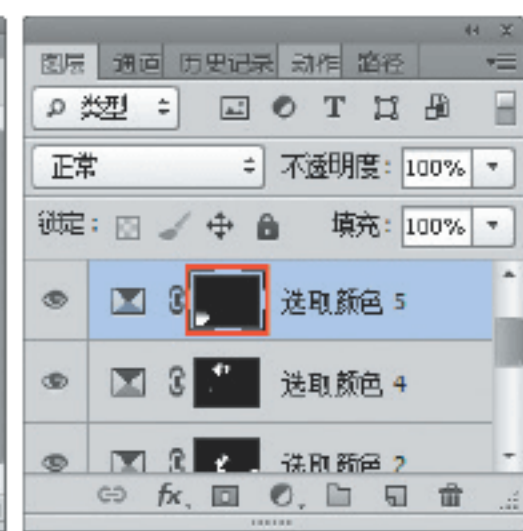 图层 通道 历史记录 动作 路径
类型 T
正常 不透明度: 100%
锁定: 填充: 100%
选取颜色 5
选取颜色 4
选取颜色 2
fx.